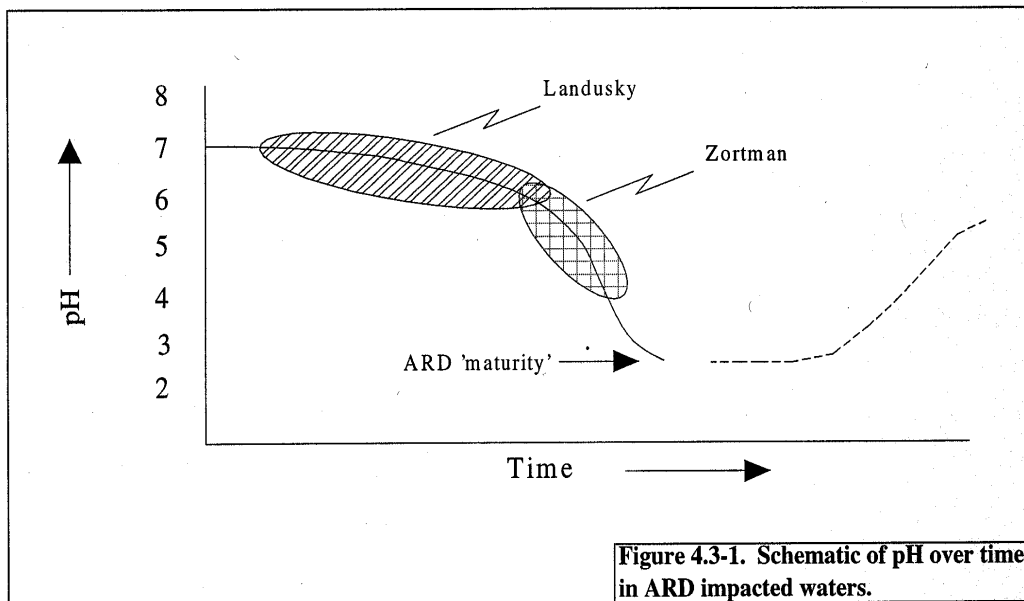 Landusky
Zortman
8
7
6
5
4
3
2
pH
ARD 'maturity'
Time
Figure 4.3-1. Schematic of pH over time
in ARD impacted waters.